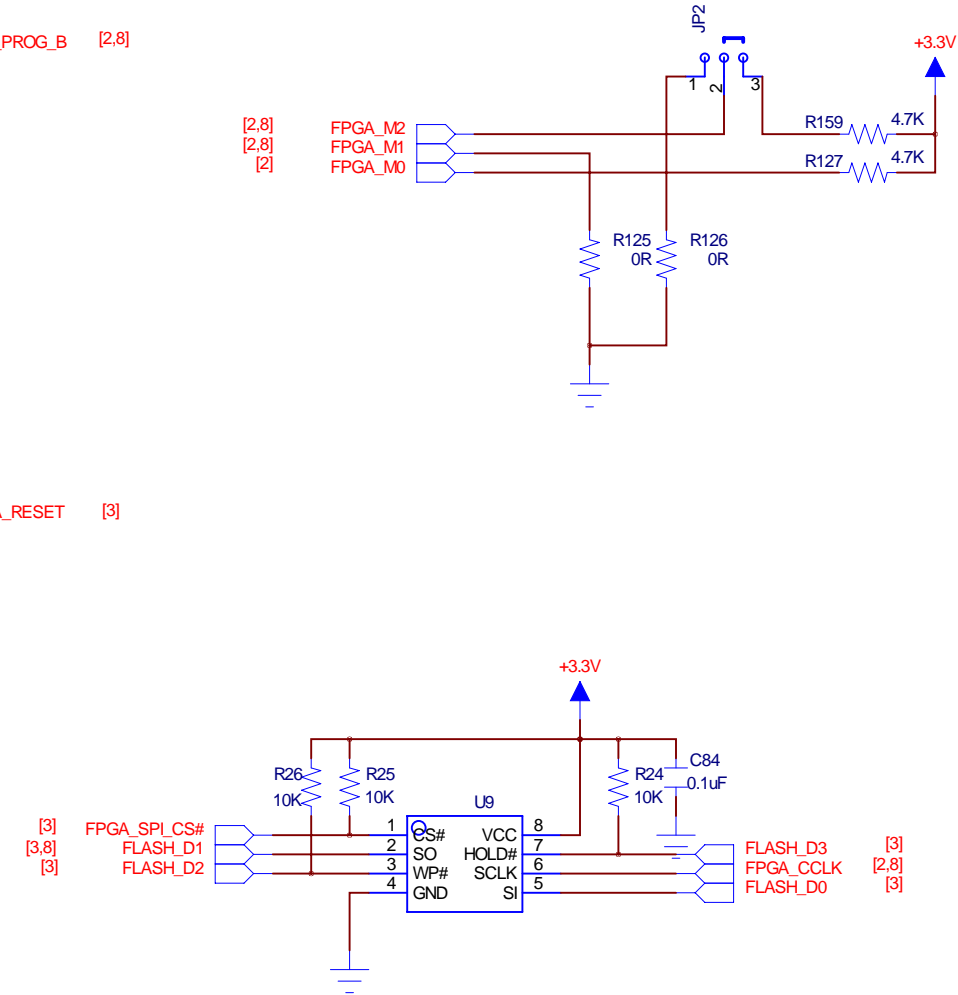 JP2
_PROG_B [2,8]
+3.3V
1 2 3
R159 4.7K
[2,8] FPGA_M2
[2,8] FPGA_M1
[2] FPGA_M0
R127 4.7K
R125 R126
0R 0R
A_RESET [3]
+3.3V
R26 R25 R24 C84
10K 10K 10K 0.1uF
U9
[3] FPGA_SPI_CS# 1 CS# VCC 8
[3,8] FLASH_D1 2 SO HOLD# 7 FLASH_D3 [3]
[3] FLASH_D2 3 WP# SCLK 6 FPGA_CCLK [2,8]
4 GND SI 5 FLASH_D0 [3]